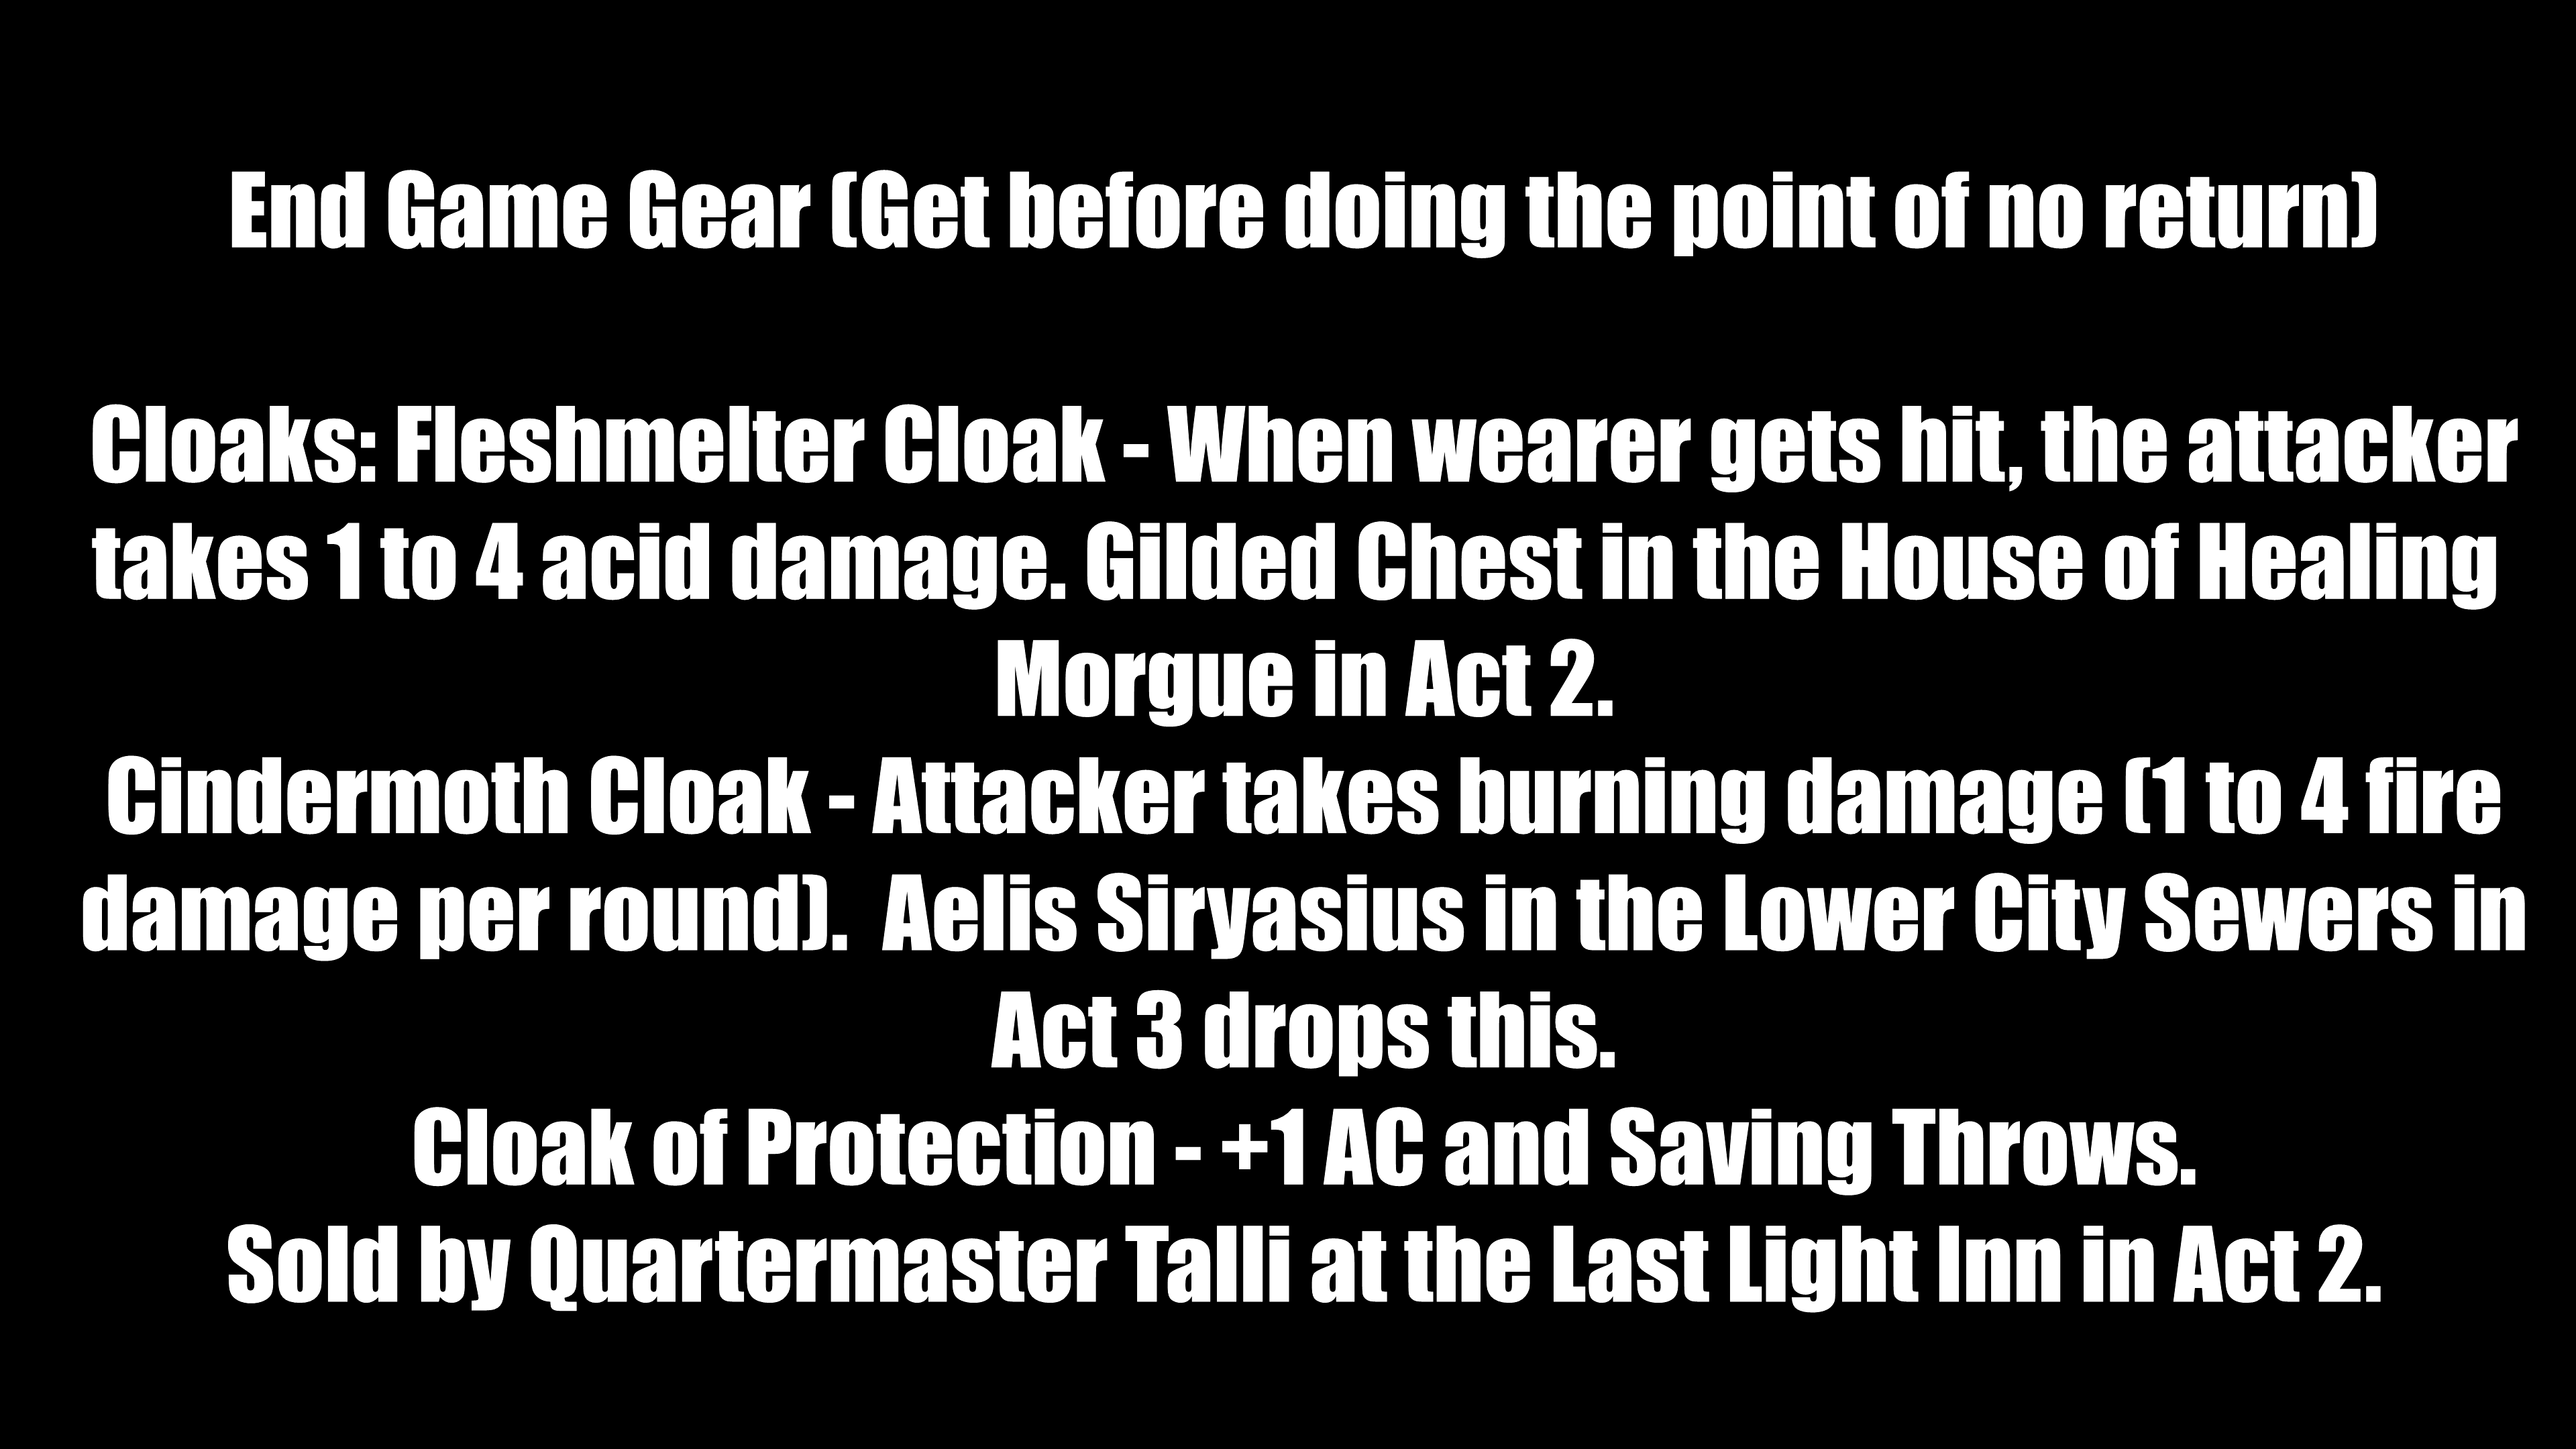 End Game Gear (Get before doing the point of no return)
Cloaks: Fleshmelter Cloak - When wearer gets hit, the attacker
takes 1 to 4 acid damage. Gilded Chest in the House of Healing
Morgue in Act 2.
Cindermoth Cloak - Attacker takes burning damage (1 to 4 fire
damage per round).  Aelis Siryasius in the Lower City Sewers in
Act 3 drops this.
Cloak of Protection - +1 AC and Saving Throws.
Sold by Quartermaster Talli at the Last Light Inn in Act 2.